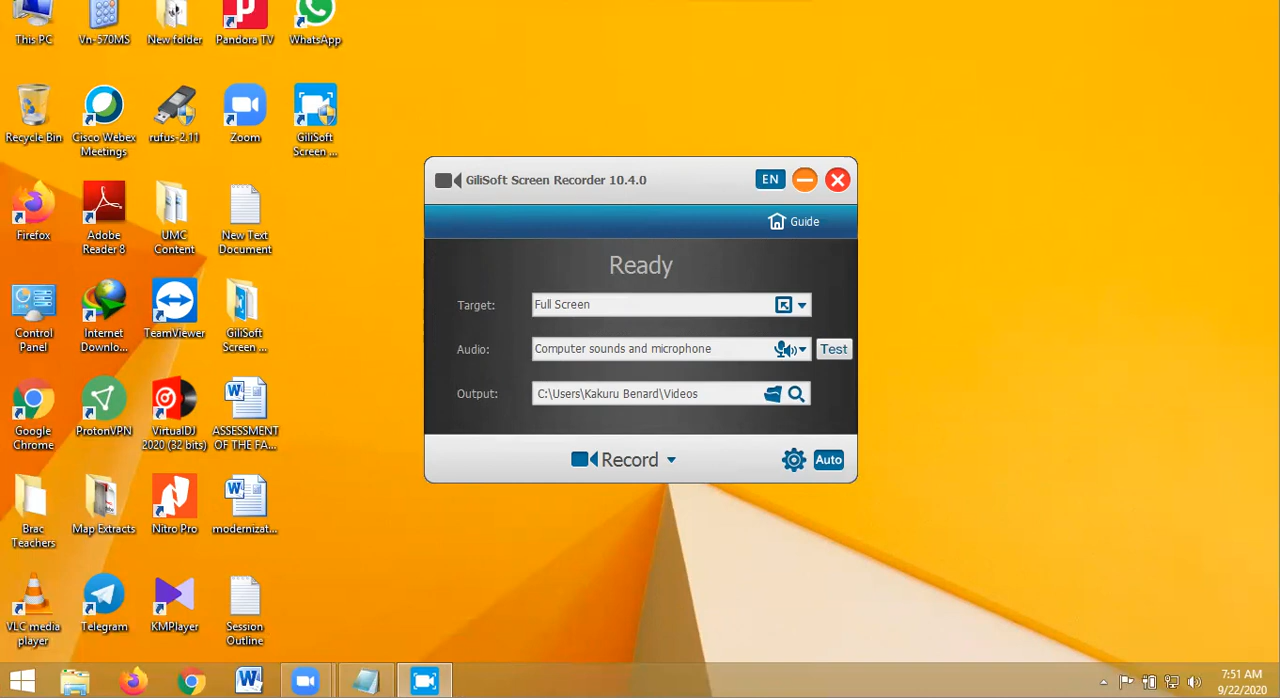 This PC
Vn-570MS
New folder
Pandora TV
WhatsApp
Recycle Bin
Cisco Webex
Meetings
rufus-2.11
Zoom
GiliSoft
Screen ...
Firefox
Adobe
Reader 8
UMC
Content
New Text
Document
Control
Panel
Internet
Downlo...
TeamViewer
GiliSoft
Screen ...
Google
Chrome
ProtonVPN
VirtualDJ
2020 (32 bits)
ASSESSMENT
OF THE FA...
Brac
Teachers
Map Extracts
Nitro Pro
modernizat...
VLC media
player
Telegram
KMPlayer
Session
Outline
GiliSoft Screen Recorder 10.4.0
EN
Guide
Ready
Target:
Full Screen
Audio:
Computer sounds and microphone
Test
Output:
C:\Users\Kakuru Benard\Videos
Record
Auto
7:51 AM
9/22/2020